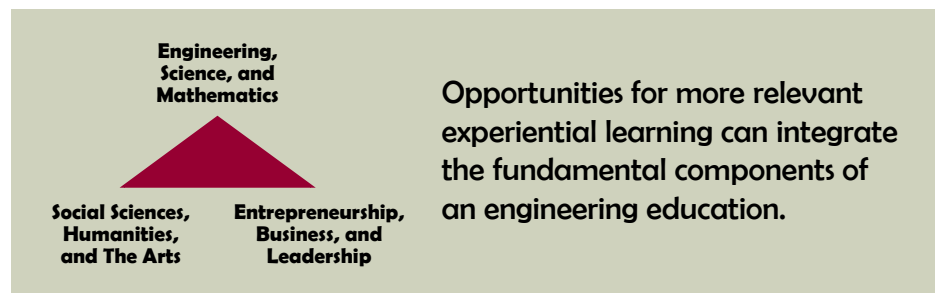 Engineering,
Science, and
Mathematics
Social Sciences,
Humanities,
and The Arts
Entrepreneurship,
Business, and
Leadership
Opportunities for more relevant
experiential learning can integrate
the fundamental components of
an engineering education.